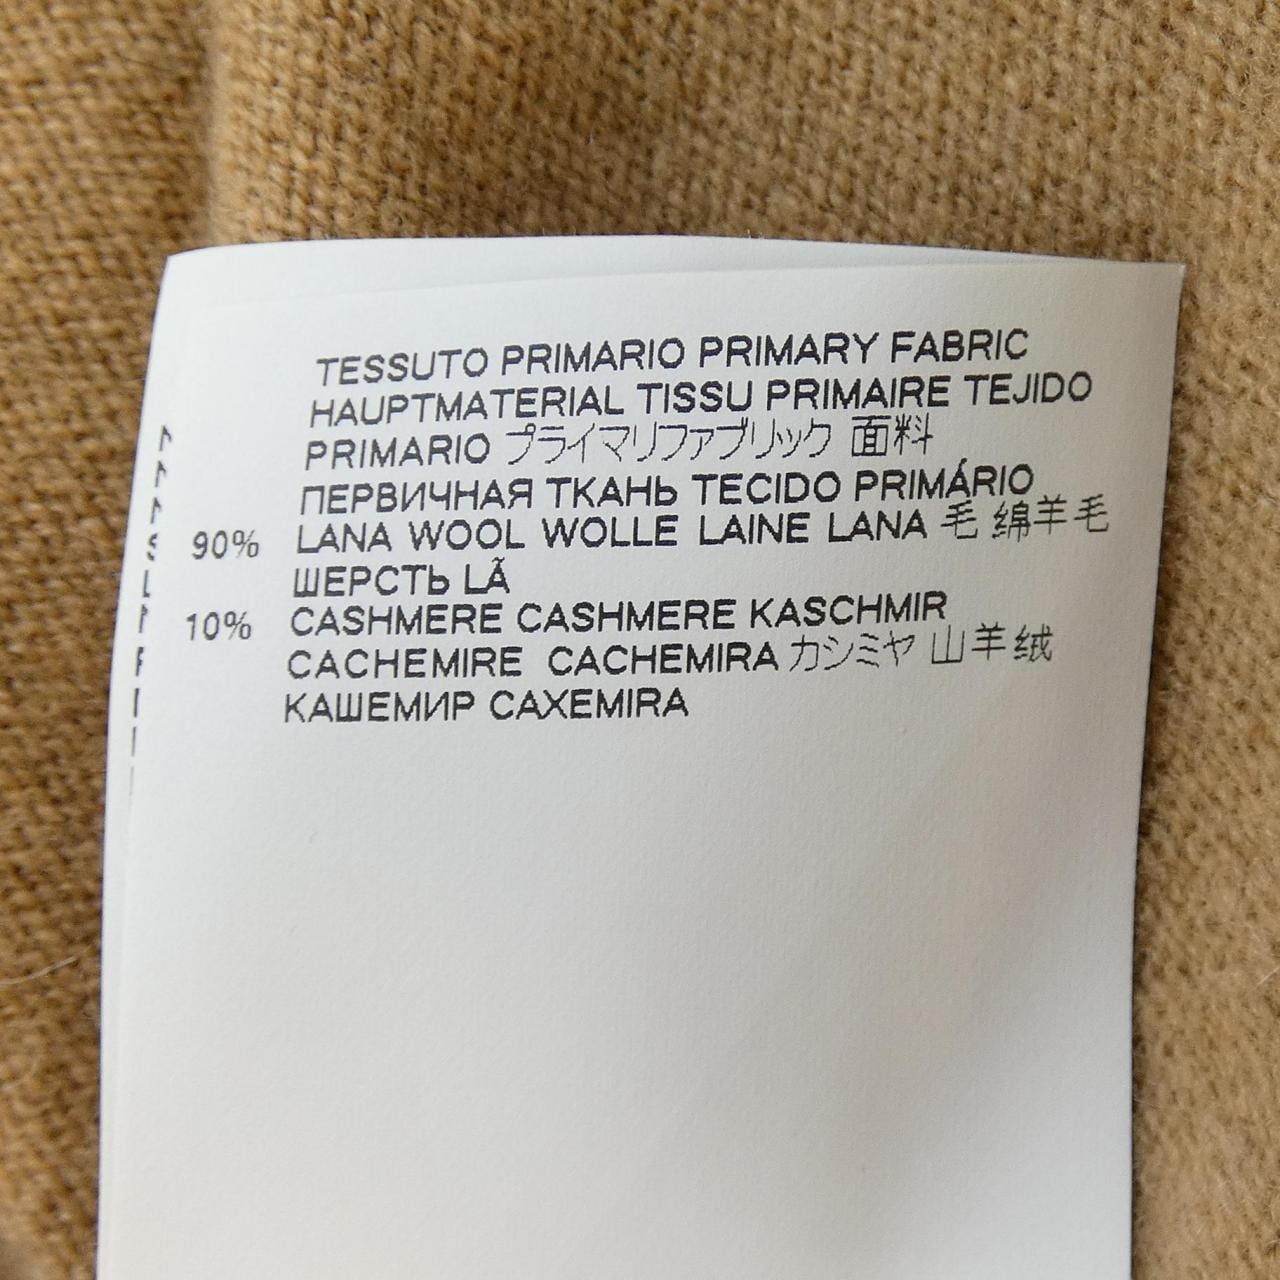 TESSUTO PRIMARIO PRIMARY FABRIC
HAUPTMATERIAL TISSU PRIMAIRE TEJIDO
PRIMARIO プライマリファブリック 面料
ПЕРВИЧНАЯ ТКАНЬ TECIDO PRIMÁRIO
90% LANA WOOL WOLLE LAINE LANA 毛 绵羊毛
ШЕРСТЬ LÃ
10% CASHMERE CASHMERE KASCHMIR
CACHEMIRE CACHEMIRA カシミヤ 山羊绒
КАШЕМИР CAXEMIRA